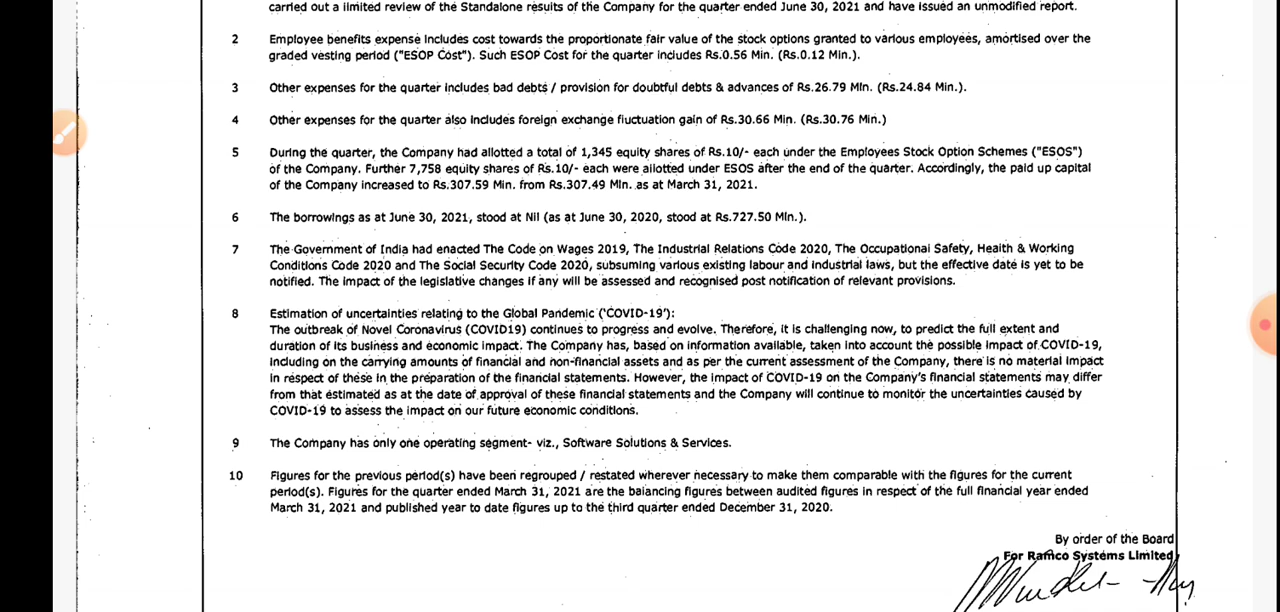 carried out a limited review of the Standalone results of the Company for the quarter ended June 30, 2021 and have issued an unmodified report.
2 Employee benefits expense includes cost towards the proportionate fair value of the stock options granted to various employees, amortised over the
graded vesting period ("ESOP Cost"). Such ESOP Cost for the quarter includes Rs.0.56 Mln. (Rs.0.12 Mln.).
3 Other expenses for the quarter includes bad debts / provision for doubtful debts & advances of Rs.26.79 Mln. (Rs.24.84 Mln.).
4 Other expenses for the quarter also includes foreign exchange fluctuation gain of Rs.30.66 Mln. (Rs.30.76 Mln.)
5 During the quarter, the Company had allotted a total of 1,345 equity shares of Rs.10/- each under the Employees Stock Option Schemes ("ESOS")
of the Company. Further 7,758 equity shares of Rs.10/- each were allotted under ESOS after the end of the quarter. Accordingly, the paid up capital
of the Company increased to Rs.307.59 Mln. from Rs.307.49 Mln. as at March 31, 2021.
6 The borrowings as at June 30, 2021, stood at Nil (as at June 30, 2020, stood at Rs.727.50 Mln.).
7 The Government of India had enacted The Code on Wages 2019, The Industrial Relations Code 2020, The Occupational Safety, Health & Working
Conditions Code 2020 and The Social Security Code 2020, subsuming various existing labour and industrial laws, but the effective date is yet to be
notified. The impact of the legislative changes if any will be assessed and recognised post notification of relevant provisions.
8 Estimation of uncertainties relating to the Global Pandemic ('COVID-19'):
The outbreak of Novel Coronavirus (COVID19) continues to progress and evolve. Therefore, it is challenging now, to predict the full extent and
duration of its business and economic impact. The Company has, based on information available, taken into account the possible impact of COVID-19,
including on the carrying amounts of financial and non-financial assets and as per the current assessment of the Company, there is no material impact
in respect of these in the preparation of the financial statements. However, the impact of COVID-19 on the Company's financial statements may differ
from that estimated as at the date of approval of these financial statements and the Company will continue to monitor the uncertainties caused by
COVID-19 to assess the impact on our future economic conditions.
9 The Company has only one operating segment- viz., Software Solutions & Services.
10 Figures for the previous period(s) have been regrouped / restated wherever necessary to make them comparable with the figures for the current
period(s). Figures for the quarter ended March 31, 2021 are the balancing figures between audited figures in respect of the full financial year ended
March 31, 2021 and published year to date figures up to the third quarter ended December 31, 2020.
By order of the Board
For Ramco Systems Limited